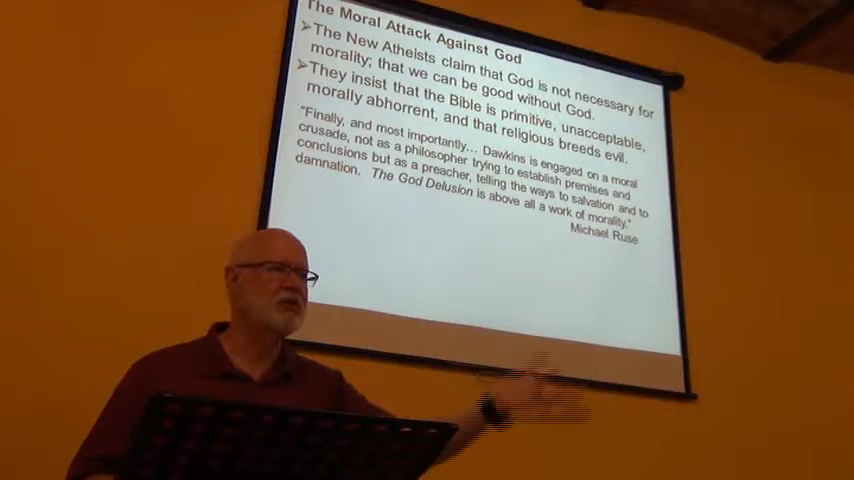 The Moral Attack Against God
➢The New Atheists claim that God is not necessary for
morality; that we can be good without God.
➢They insist that the Bible is primitive, unacceptable,
morally abhorrent, and that religious breeds evil.
"Finally, and most importantly… Dawkins is engaged on a moral
crusade, not as a philosopher trying to establish premises and
conclusions but as a preacher, telling the ways to salvation and to
damnation. The God Delusion is above all a work of morality."
Michael Ruse